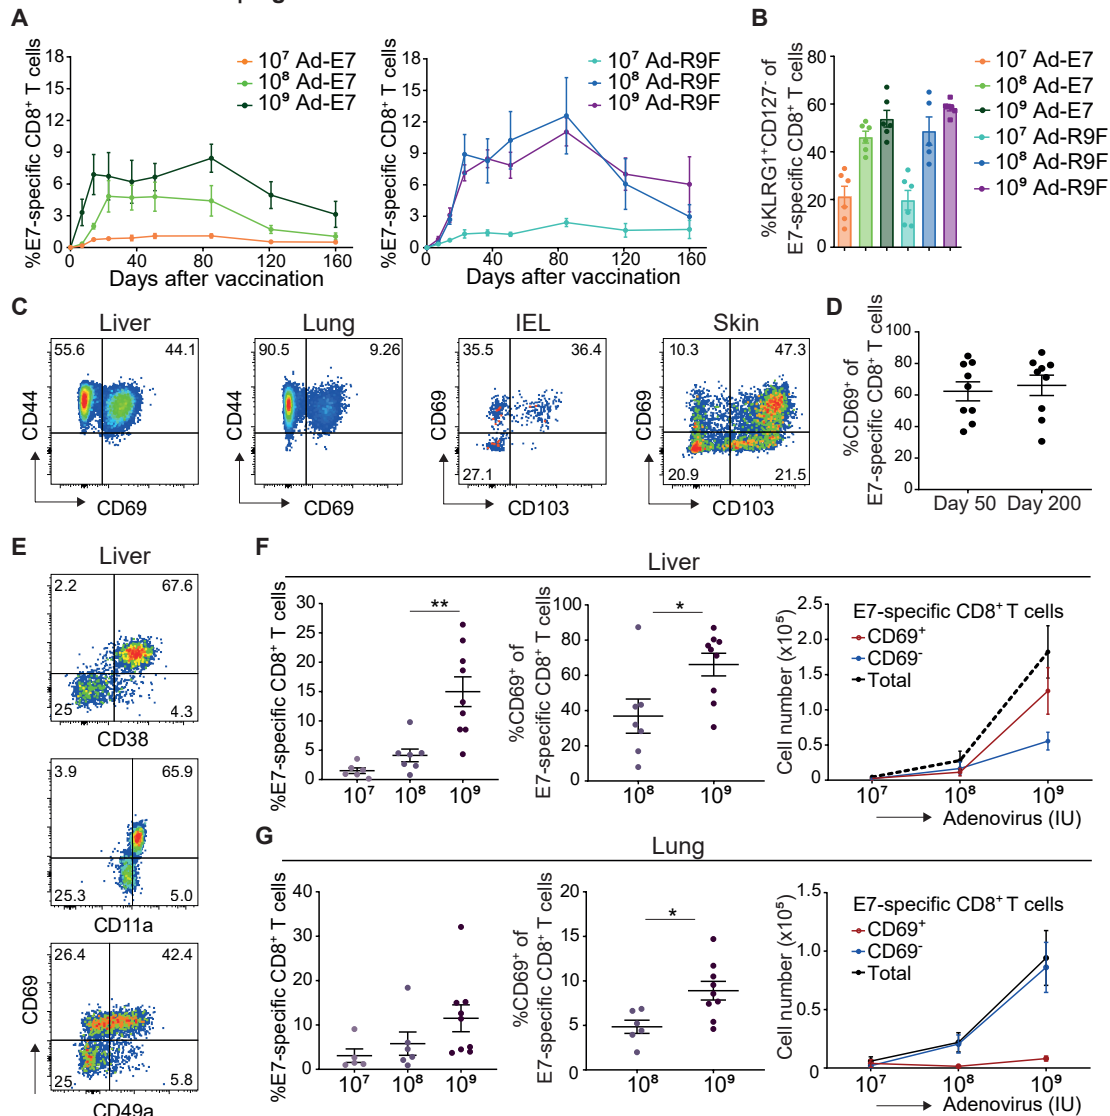 A
%E7-specific CD8⁺ T cells
18
15
12
9
6
3
0
0 40 80 120 160
Days after vaccination
10⁷ Ad-E7
10⁸ Ad-E7
10⁹ Ad-E7
%E7-specific CD8⁺ T cells
18
15
12
9
6
3
0
0 40 80 120 160
Days after vaccination
10⁷ Ad-R9F
10⁸ Ad-R9F
10⁹ Ad-R9F
B
%KLRG1⁺CD127⁻ of
E7-specific CD8⁺ T cells
80
60
40
20
0
10⁷ Ad-E7
10⁸ Ad-E7
10⁹ Ad-E7
10⁷ Ad-R9F
10⁸ Ad-R9F
10⁹ Ad-R9F
C
Liver
55.6 44.1
CD44
CD69
Lung
90.5 9.26
CD44
CD69
IEL
35.5 36.4
27.1
CD69
CD103
Skin
10.3 47.3
20.9 21.5
CD69
CD103
D
%CD69⁺ of
E7-specific CD8⁺ T cells
100
80
60
40
20
0
Day 50 Day 200
E
Liver
2.2 67.6
25 4.3
CD38
3.9 65.9
25.3 5.0
CD11a
26.4 42.4
25 5.8
CD69
CD49a
F
Liver
%E7-specific CD8⁺ T cells
30
25
20
15
10
5
0
**
10⁷ 10⁸ 10⁹
%CD69⁺ of
E7-specific CD8⁺ T cells
100
80
60
40
20
0
*
10⁸ 10⁹
Cell number (x10⁵)
2.5
2.0
1.5
1.0
0.5
0
E7-specific CD8⁺ T cells
CD69⁺
CD69⁻
Total
10⁷ 10⁸ 10⁹
Adenovirus (IU)
G
Lung
%E7-specific CD8⁺ T cells
40
30
20
10
0
10⁷ 10⁸ 10⁹
%CD69⁺ of
E7-specific CD8⁺ T cells
20
15
10
5
0
*
10⁸ 10⁹
Cell number (x10⁵)
1.5
1.0
0.5
0
E7-specific CD8⁺ T cells
CD69⁺
CD69⁻
Total
10⁷ 10⁸ 10⁹
Adenovirus (IU)